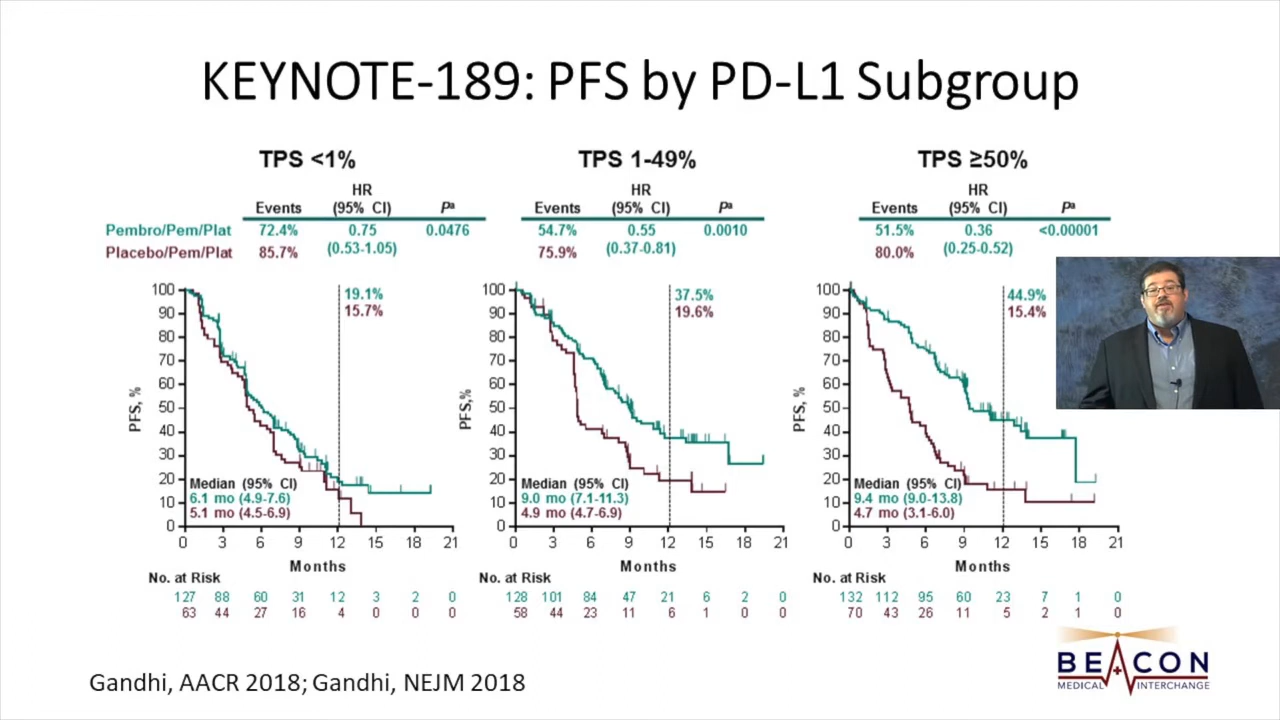 KEYNOTE-189: PFS by PD-L1 Subgroup
TPS <1%
HR
Events (95% CI) Pᵃ
Pembro/Pem/Plat 72.4% 0.75 0.0476
(0.53-1.05)
Placebo/Pem/Plat 85.7%
100
90
80
70
60
50
40
30
20
10
0
PFS, %
19.1%
15.7%
Median (95% CI)
6.1 mo (4.9-7.6)
5.1 mo (4.5-6.9)
0 3 6 9 12 15 18 21
Months
No. at Risk
127 88 60 31 12 3 2 0
63 44 27 16 4 0 0 0
TPS 1-49%
HR
Events (95% CI) Pᵃ
54.7% 0.55 0.0010
(0.37-0.81)
75.9%
100
90
80
70
60
50
40
30
20
10
0
PFS,%
37.5%
19.6%
Median (95% CI)
9.0 mo (7.1-11.3)
4.9 mo (4.7-6.9)
0 3 6 9 12 15 18 21
Months
No. at Risk
128 101 84 47 21 6 2 0
58 44 23 11 6 1 0 0
TPS ≥50%
HR
Events (95% CI) Pᵃ
51.5% 0.36 <0.00001
(0.25-0.52)
80.0%
100
90
80
70
60
50
40
30
20
10
0
PFS, %
44.9%
15.4%
Median (95% CI)
9.4 mo (9.0-13.8)
4.7 mo (3.1-6.0)
0 3 6 9 12 15 18 21
Months
No. at Risk
132 112 95 60 23 7 1 0
70 43 26 11 5 2 1 0
Gandhi, AACR 2018; Gandhi, NEJM 2018
BEACON
MEDICAL INTERCHANGE